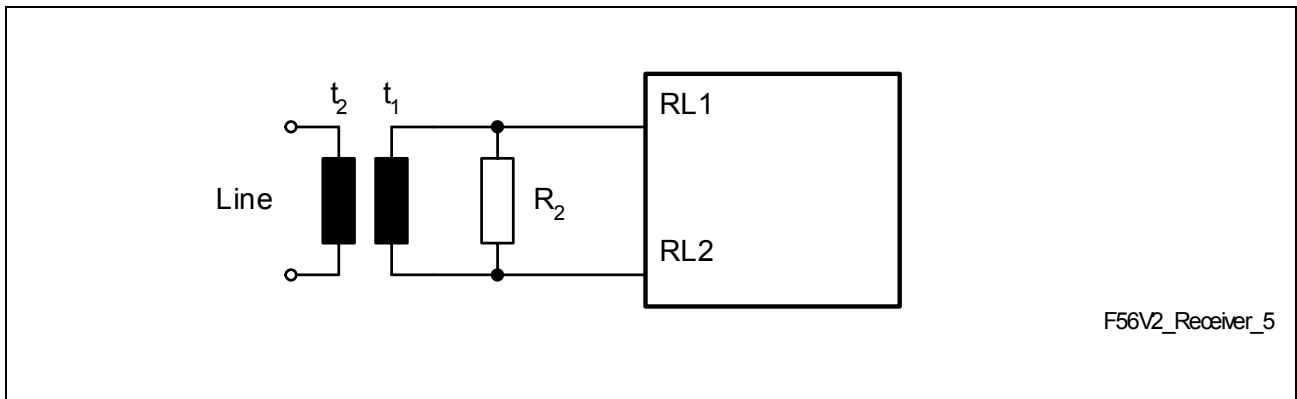 t2 t1
RL1
Line
R2
RL2
F56V2_Receiver_5